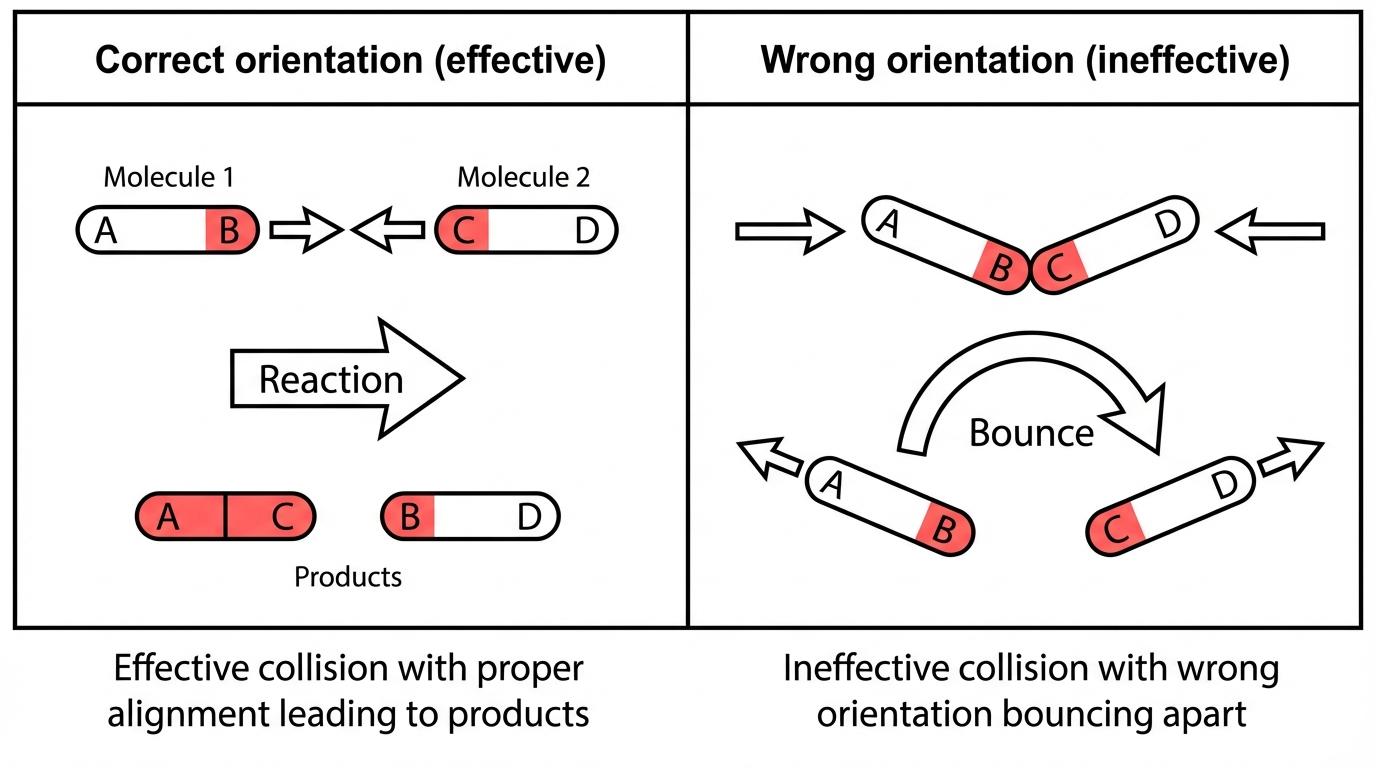 Correct orientation (effective)
Wrong orientation (ineffective)
Molecule 1
Molecule 2
A B
C D
Reaction
A C
B D
Products
A B
C D
Bounce
A B
C D
Effective collision with proper
alignment leading to products
Ineffective collision with wrong
orientation bouncing apart